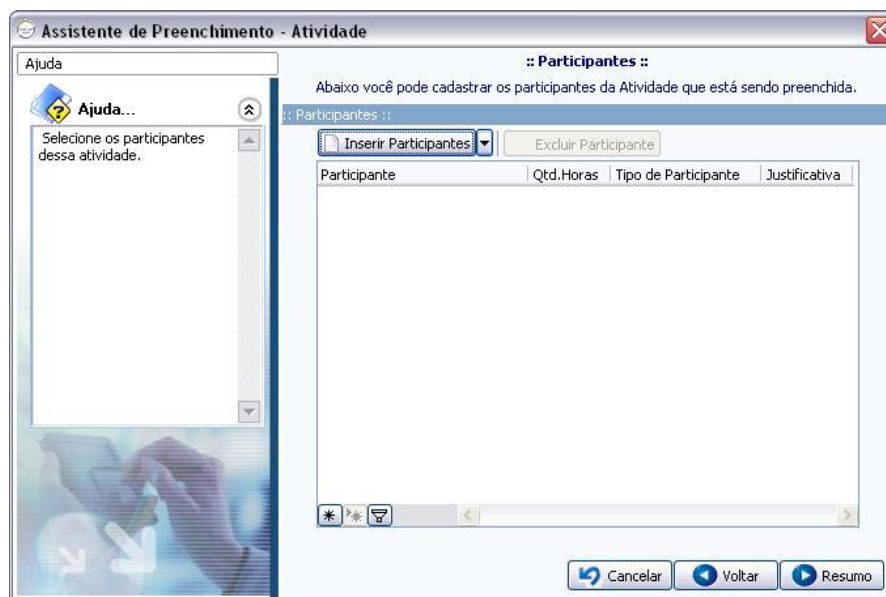 Assistente de Preenchimento - Atividade
Ajuda
Ajuda...
Selecione os participantes
dessa atividade.
:: Participantes ::
Abaixo você pode cadastrar os participantes da Atividade que está sendo preenchida.
:: Participantes ::
Inserir Participantes
Excluir Participante
Participante Qtd.Horas Tipo de Participante Justificativa
Cancelar Voltar Resumo